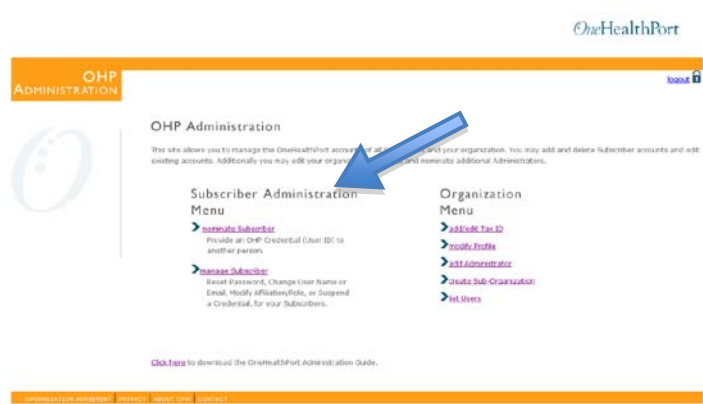 OneHealthPort
OHP
ADMINISTRATION
logout
OHP Administration
This site allows you to manage the OneHealthPort accounts of all and your organization. You may add and delete Subscriber accounts and edit
existing accounts. Additionally you may edit your and nominate additional Administrators.
Subscriber Administration
Menu
nominate Subscriber
Provide an OHP Credential (User ID) to
another person.
manage Subscriber
Reset Password, Change User Name or
Email, Modify Affiliation/Role, or Suspend
a Credential, for your Subscribers.
Organization
Menu
add/edit Tax ID
modify Profile
add Administrator
create Sub-Organization
list Users
Click here to download the OneHealthPort Administration Guide.
PRIVACY ABOUT OHP CONTACT